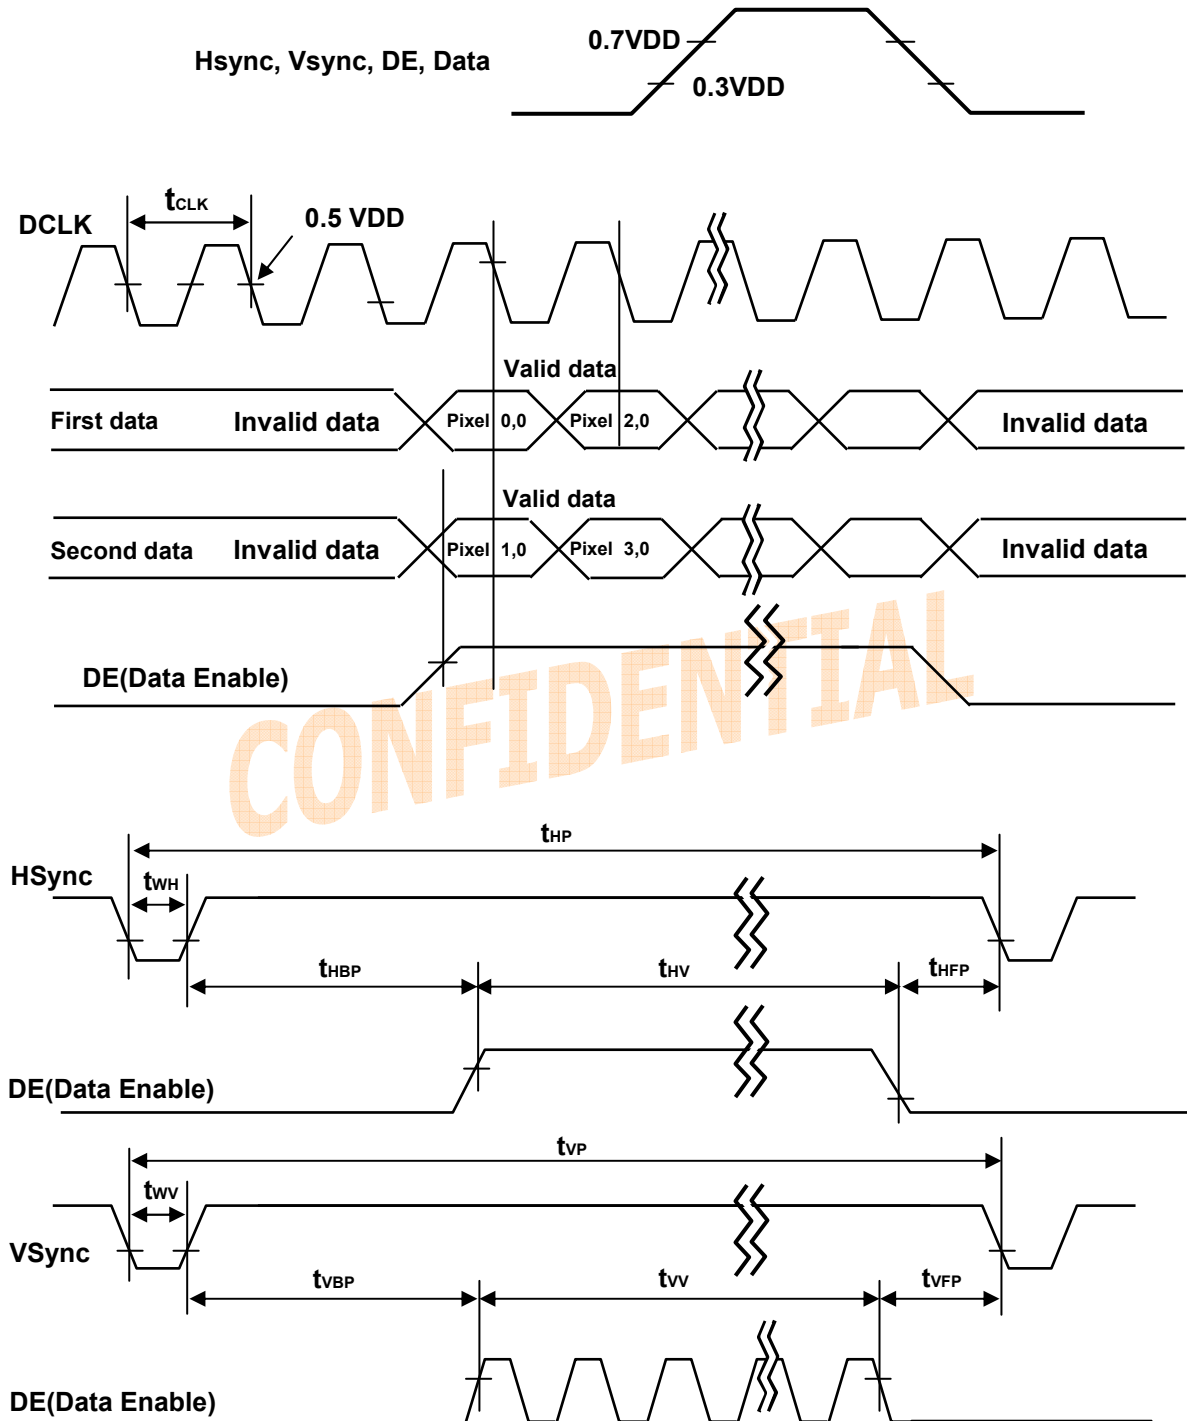 0.7VDD
Hsync, Vsync, DE, Data
0.3VDD
tCLK
DCLK
0.5 VDD
Valid data
First data Invalid data Pixel 0,0 Pixel 2,0 Invalid data
Valid data
Second data Invalid data Pixel 1,0 Pixel 3,0 Invalid data
DE(Data Enable)
CONFIDENTIAL
tHP
HSync
tWH
tHBP tHV tHFP
DE(Data Enable)
tVP
tWV
VSync
tVBP tVV tVFP
DE(Data Enable)